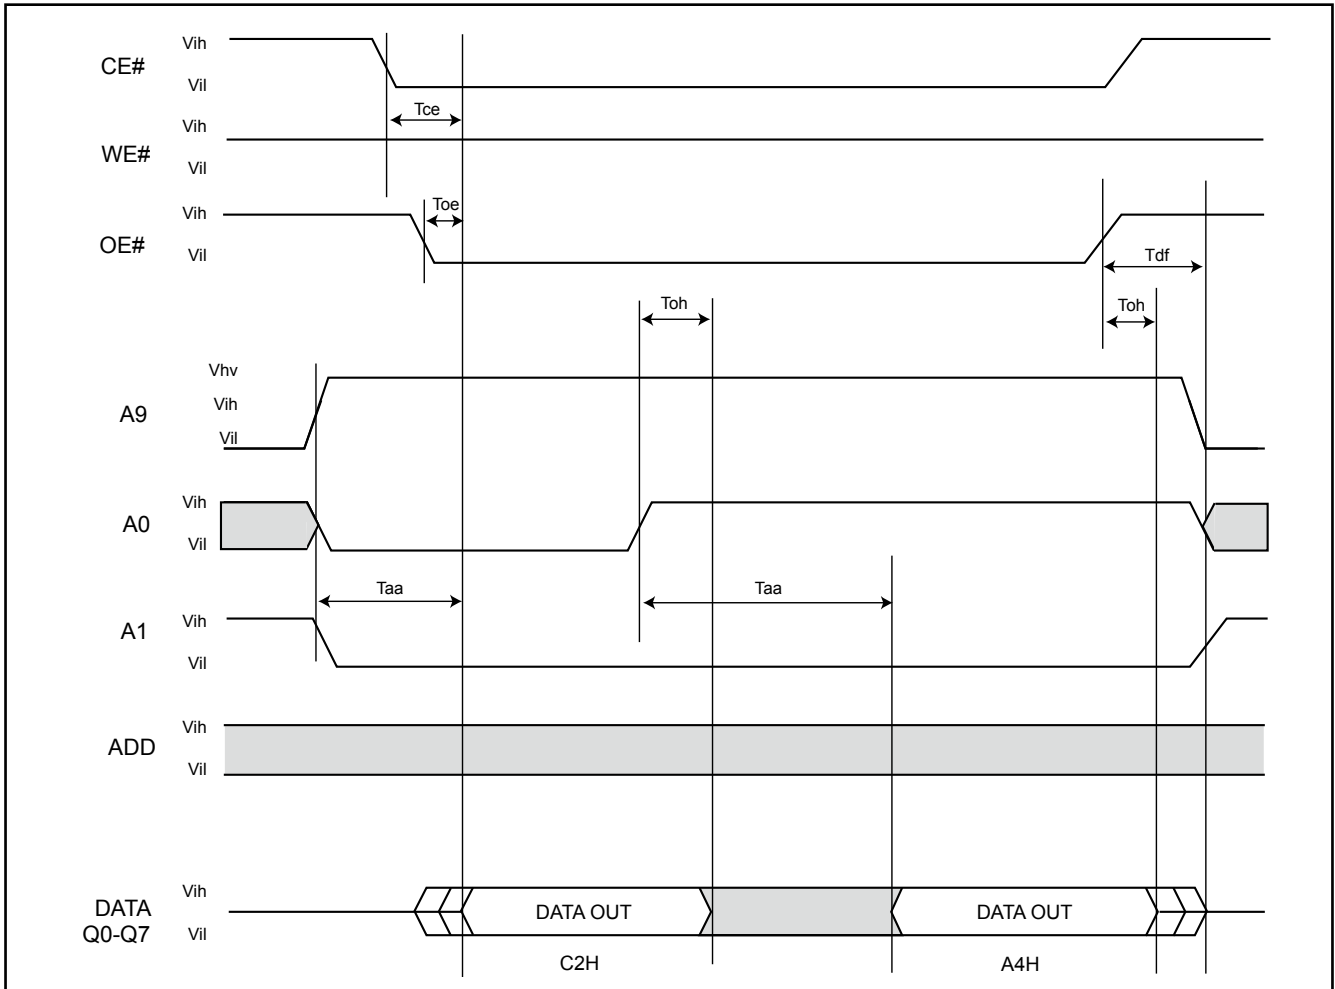 CE#
Vih
Vil
Tce
WE#
Vih
Vil
OE#
Vih
Vil
Toe
Tdf
Toh
Toh
A9
Vhv
Vih
Vil
A0
Vih
Vil
Taa
Taa
A1
Vih
Vil
ADD
Vih
Vil
DATA
Q0-Q7
Vih
Vil
DATA OUT
DATA OUT
C2H
A4H